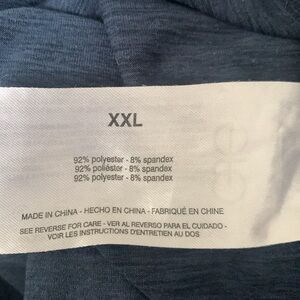 XXL
92% polyester - 8% spandex
92% poliéster - 8% spandex
92% polyester - 8% spandex
MADE IN CHINA - HECHO EN CHINA - FABRIQUÉ EN CHINE
SEE REVERSE FOR CARE - VER AL REVERSO PARA EL CUIDADO -
VOIR LES INSTRUCTIONS D'ENTRETIEN AU DOS